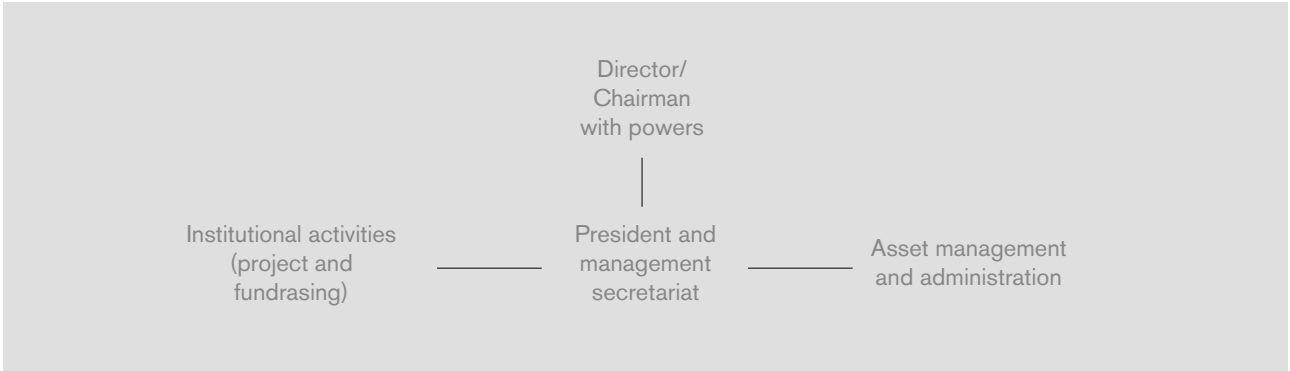 Director/
Chairman
with powers
Institutional activities
(project and
fundrasing)
President and
management
secretariat
Asset management
and administration